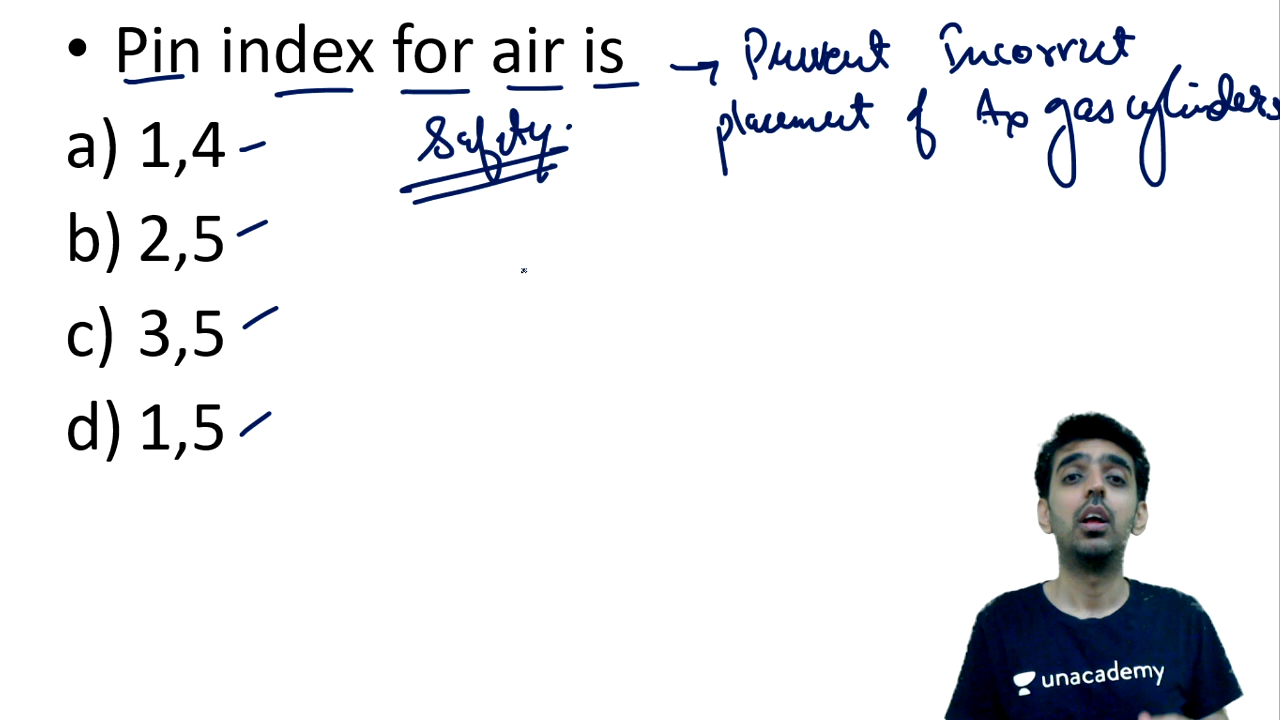 • Pin index for air is → Prevent Incorrect
placement of Ap gas cylinders
a) 1,4
Safety.
b) 2,5
c) 3,5
d) 1,5
unacademy